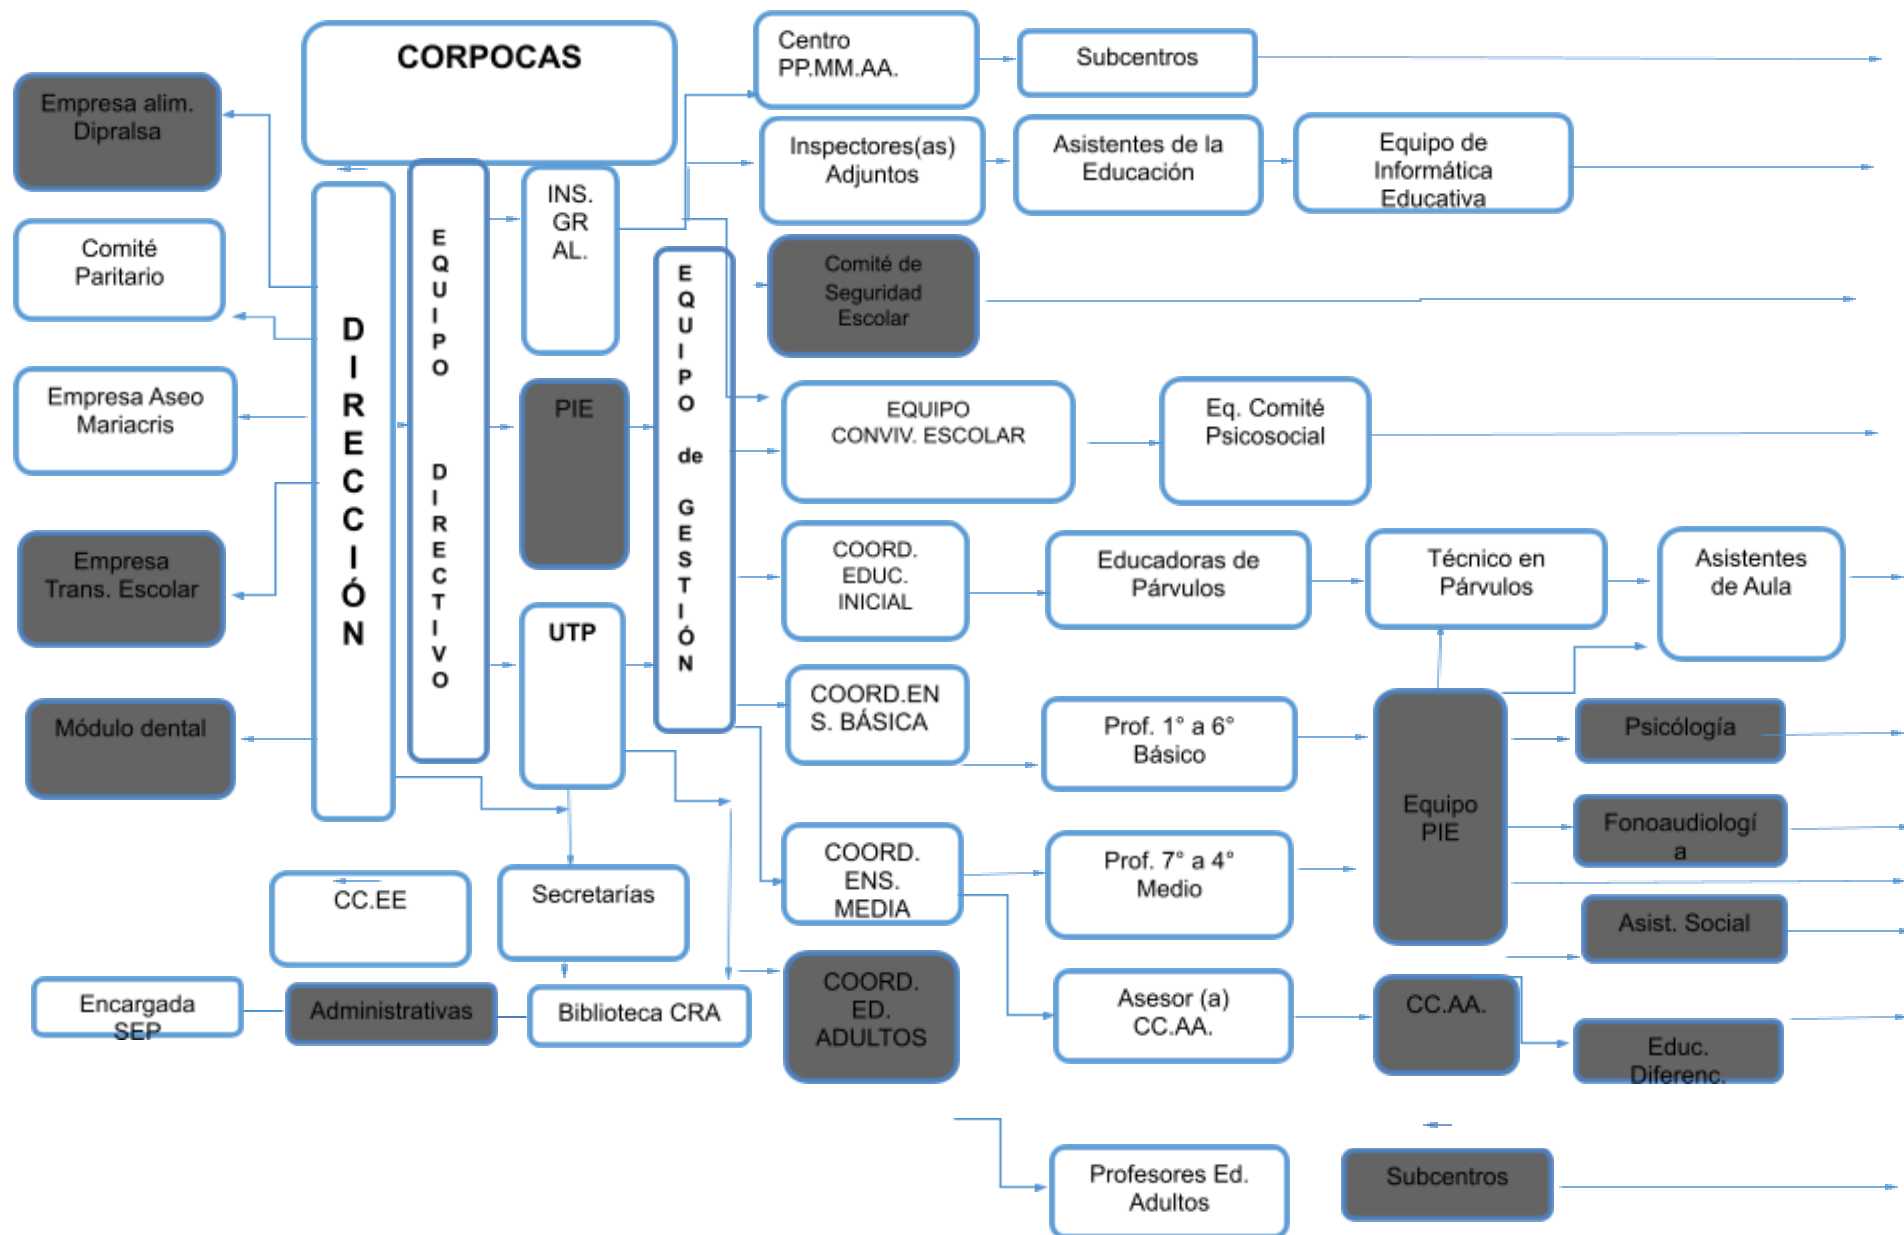 CORPOCAS
Centro
PP.MM.AA.
Subcentros
Empresa alim.
Dipralsa
Inspectores(as)
Adjuntos
Asistentes de la
Educación
Equipo de
Informática
Educativa
Comité
Paritario
INS.
GR
AL.
Comité de
Seguridad
Escolar
D
I
R
E
C
C
I
Ó
N
E
Q
U
I
P
O
D
I
R
E
C
T
I
V
O
E
Q
U
I
P
O
de
G
E
S
T
I
Ó
N
Empresa Aseo
Mariacris
PIE
EQUIPO
CONVIV. ESCOLAR
Eq. Comité
Psicosocial
Empresa
Trans. Escolar
UTP
COORD.
EDUC.
INICIAL
Educadoras de
Párvulos
Técnico en
Párvulos
Asistentes
de Aula
Módulo dental
COORD.EN
S. BÁSICA
Prof. 1° a 6°
Básico
Equipo
PIE
Psicólogía
Fonoaudiologí
a
CC.EE
Secretarías
COORD.
ENS.
MEDIA
Prof. 7° a 4°
Medio
Asist. Social
Encargada
SEP
Administrativas
Biblioteca CRA
COORD.
ED.
ADULTOS
Asesor (a)
CC.AA.
CC.AA.
Educ.
Diferenc.
Profesores Ed.
Adultos
Subcentros